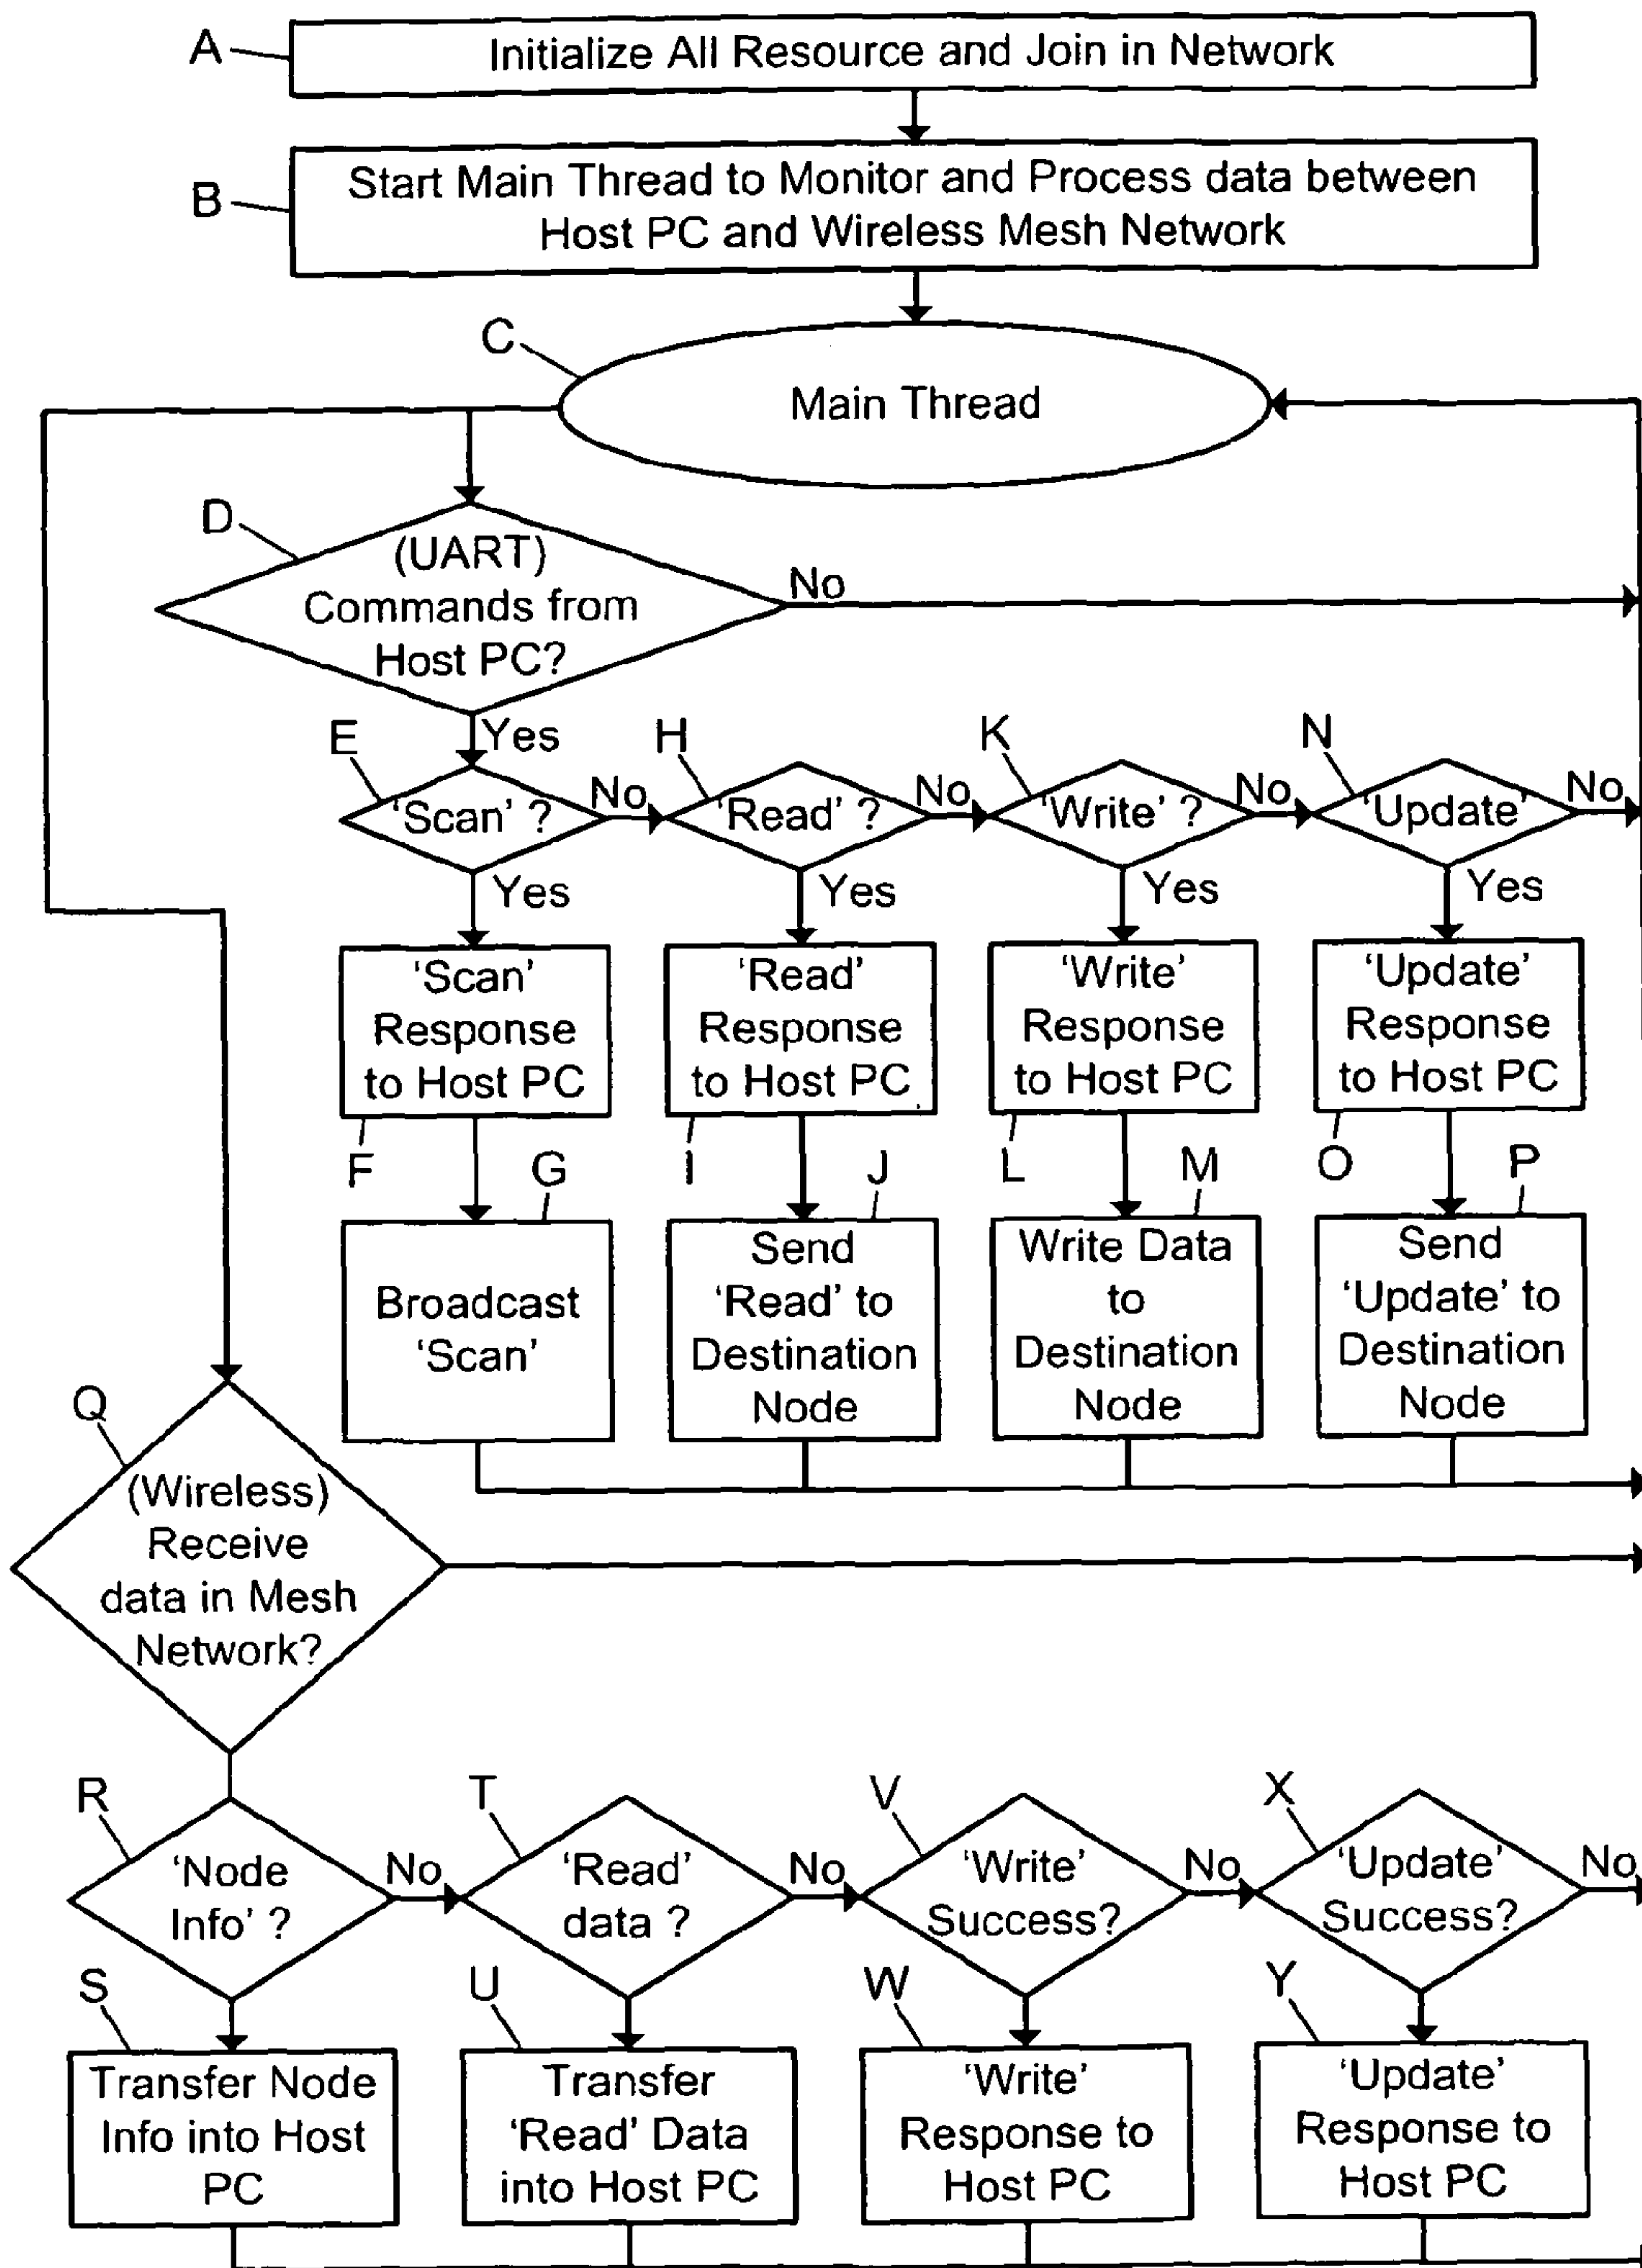 A
Initialize All Resource and Join in Network
B
Start Main Thread to Monitor and Process data between
Host PC and Wireless Mesh Network
C
Main Thread
D
(UART)
Commands from
Host PC?
No
Yes
E
'Scan' ?
No
H
'Read' ?
No
K
'Write' ?
No
N
'Update'
No
Yes
Yes
Yes
Yes
'Scan'
Response
to Host PC
'Read'
Response
to Host PC
'Write'
Response
to Host PC
'Update'
Response
to Host PC
F
G
I
J
L
M
O
P
Broadcast
'Scan'
Send
'Read' to
Destination
Node
Write Data
to
Destination
Node
Send
'Update' to
Destination
Node
Q
(Wireless)
Receive
data in Mesh
Network?
R
'Node
Info' ?
No
T
'Read'
data ?
No
V
'Write'
Success?
No
X
'Update'
Success?
No
S
Transfer Node
Info into Host
PC
U
Transfer
'Read' Data
into Host PC
W
'Write'
Response to
Host PC
Y
'Update'
Response to
Host PC